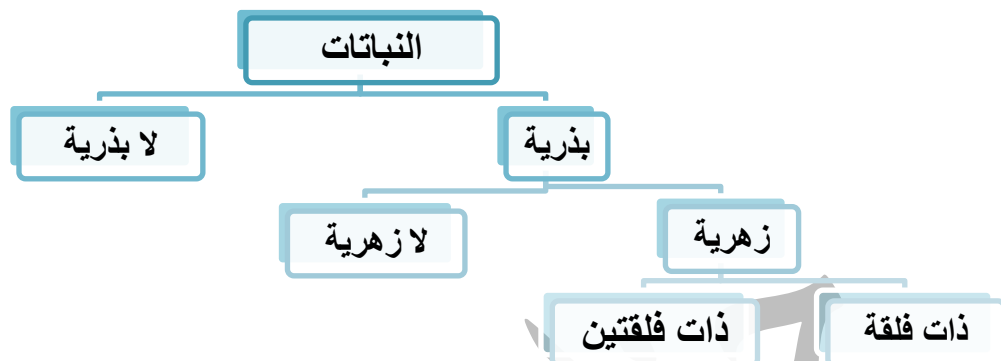 النباتات
بذرية
لا بذرية
زهرية
لا زهرية
ذات فلقة
ذات فلقتين